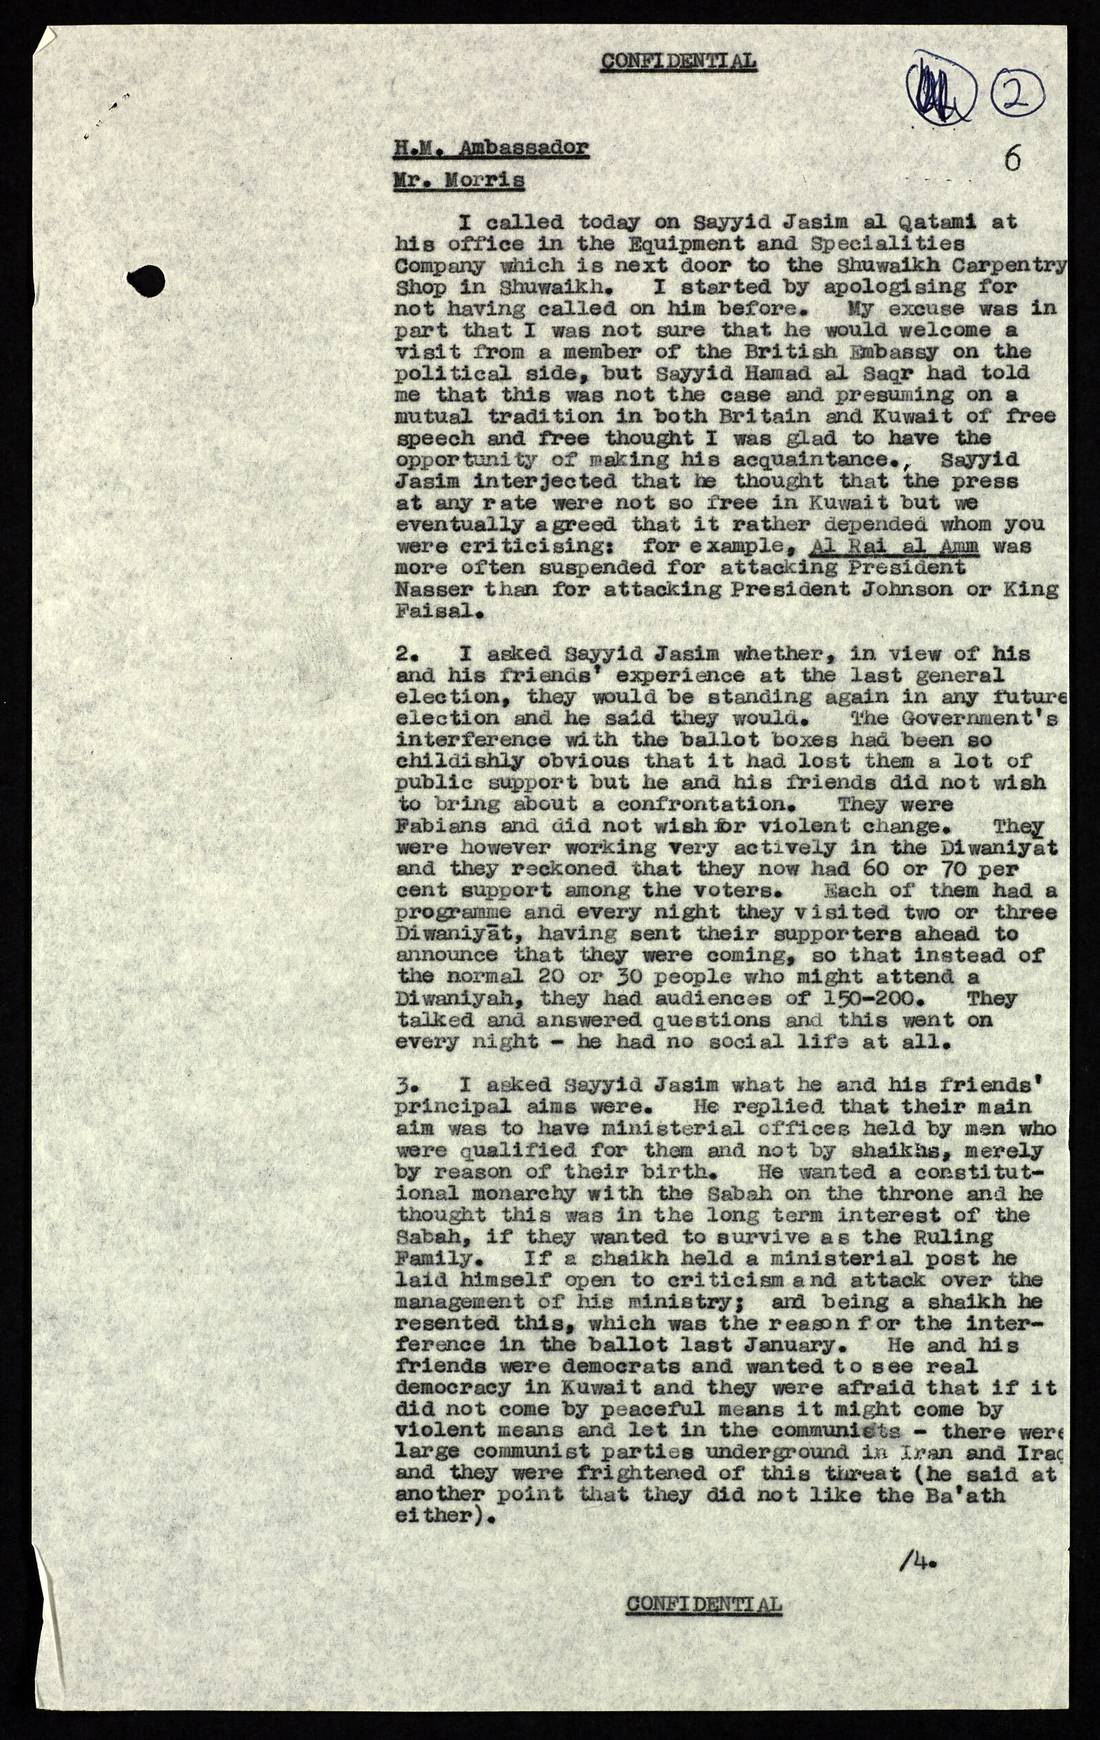 CONFIDENTIAL
2
6
H.M. Ambassador
Mr. Morris
I called today on Sayyid Jasim al Qatami at
his office in the Equipment and Specialities
Company which is next door to the Shuwaikh Carpentry
Shop in Shuwaikh. I started by apologising for
not having called on him before. My excuse was in
part that I was not sure that he would welcome a
visit from a member of the British Embassy on the
political side, but Sayyid Hamad al Saqr had told
me that this was not the case and presuming on a
mutual tradition in both Britain and Kuwait of free
speech and free thought I was glad to have the
opportunity of making his acquaintance., Sayyid
Jasim interjected that he thought that the press
at any rate were not so free in Kuwait but we
eventually agreed that it rather depended whom you
were criticising: for example, Al Rai al Amm was
more often suspended for attacking President
Nasser than for attacking President Johnson or King
Faisal.
2. I asked Sayyid Jasim whether, in view of his
and his friends' experience at the last general
election, they would be standing again in any future
election and he said they would. The Government's
interference with the ballot boxes had been so
childishly obvious that it had lost them a lot of
public support but he and his friends did not wish
to bring about a confrontation. They were
Fabians and did not wish for violent change. They
were however working very actively in the Diwaniyat
and they reckoned that they now had 60 or 70 per
cent support among the voters. Each of them had a
programme and every night they visited two or three
Diwaniyāt, having sent their supporters ahead to
announce that they were coming, so that instead of
the normal 20 or 30 people who might attend a
Diwaniyah, they had audiences of 150-200. They
talked and answered questions and this went on
every night - he had no social life at all.
3. I asked Sayyid Jasim what he and his friends'
principal aims were. He replied that their main
aim was to have ministerial offices held by men who
were qualified for them and not by shaikhs, merely
by reason of their birth. He wanted a constitut-
ional monarchy with the Sabah on the throne and he
thought this was in the long term interest of the
Sabah, if they wanted to survive as the Ruling
Family. If a shaikh held a ministerial post he
laid himself open to criticism and attack over the
management of his ministry; and being a shaikh he
resented this, which was the reason for the inter-
ference in the ballot last January. He and his
friends were democrats and wanted to see real
democracy in Kuwait and they were afraid that if it
did not come by peaceful means it might come by
violent means and let in the communists - there were
large communist parties underground in Iran and Iraq
and they were frightened of this threat (he said at
another point that they did not like the Ba'ath
either).
/4.
CONFIDENTIAL